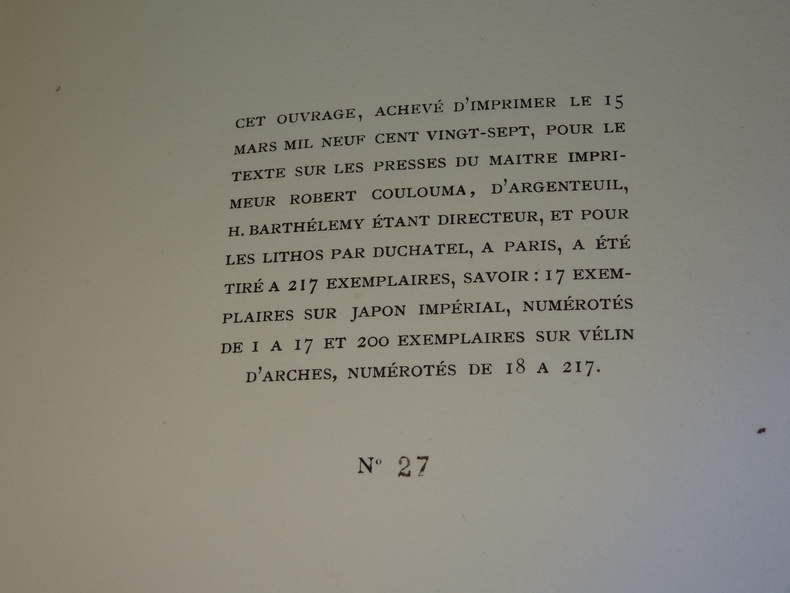 CET OUVRAGE, ACHEVÉ D'IMPRIMER LE 15
MARS MIL NEUF CENT VINGT-SEPT, POUR LE
TEXTE SUR LES PRESSES DU MAITRE IMPRI-
MEUR ROBERT COULOUMA, D'ARGENTEUIL,
H. BARTHÉLEMY ÉTANT DIRECTEUR, ET POUR
LES LITHOS PAR DUCHATEL, A PARIS, A ÉTÉ
TIRÉ A 217 EXEMPLAIRES, SAVOIR : 17 EXEM-
PLAIRES SUR JAPON IMPÉRIAL, NUMÉROTÉS
DE 1 A 17 ET 200 EXEMPLAIRES SUR VÉLIN
D'ARCHES, NUMÉROTÉS DE 18 A 217.
N° 27